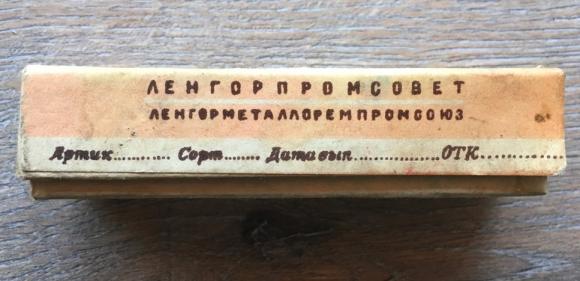 ЛЕНГОРПРОМСОВЕТ
ЛЕНГОРМЕТАЛЛОРЕМПРОМСОЮЗ
Артик............ Сорт........ Дата вып.................ОТК..............